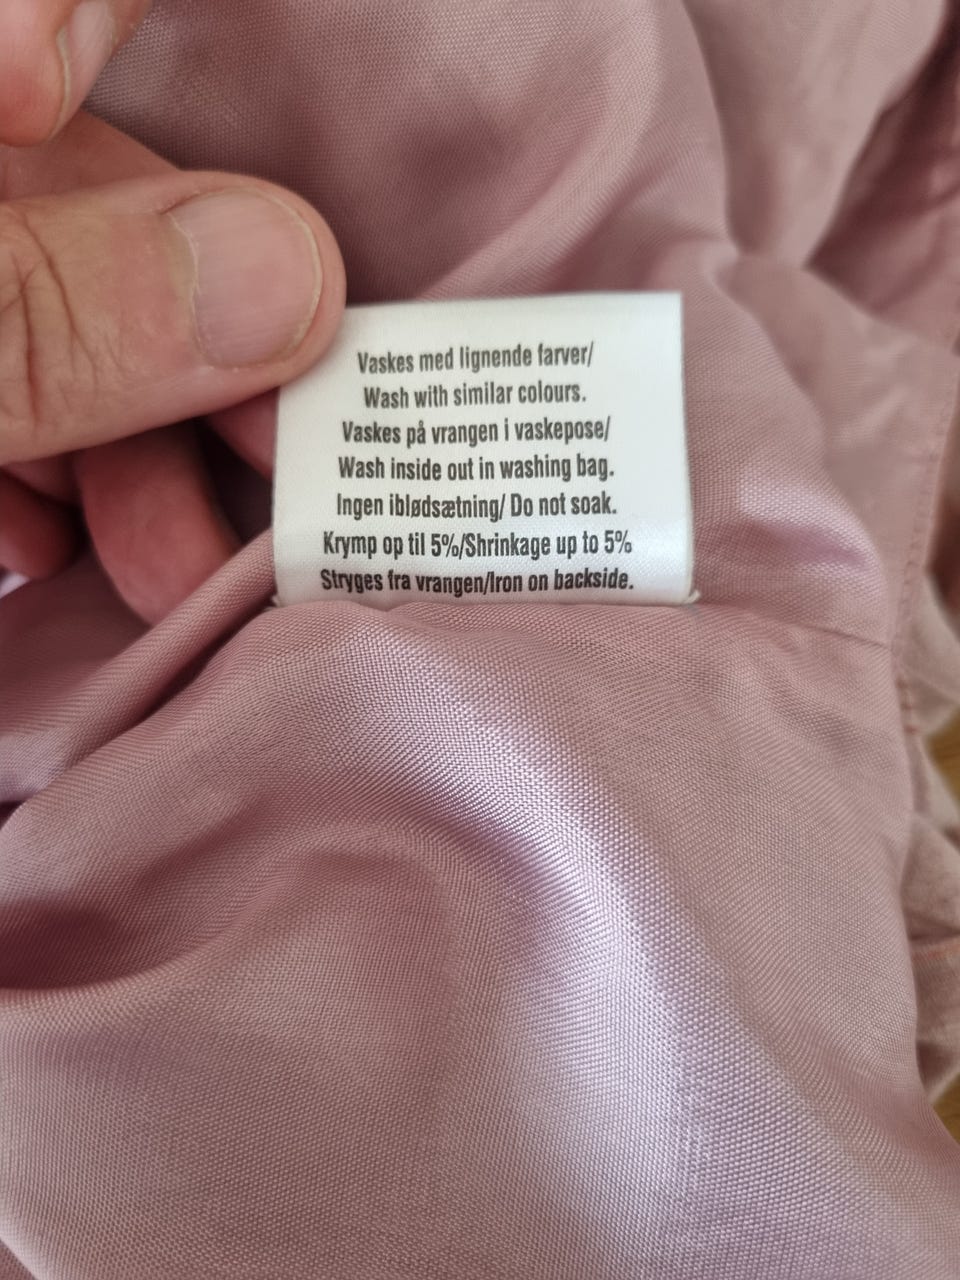 Vaskes med lignende farver/
Wash with similar colours.
Vaskes på vrangen i vaskepose/
Wash inside out in washing bag.
Ingen iblødsætning/ Do not soak.
Krymp op til 5%/Shrinkage up to 5%
Stryges fra vrangen/Iron on backside.